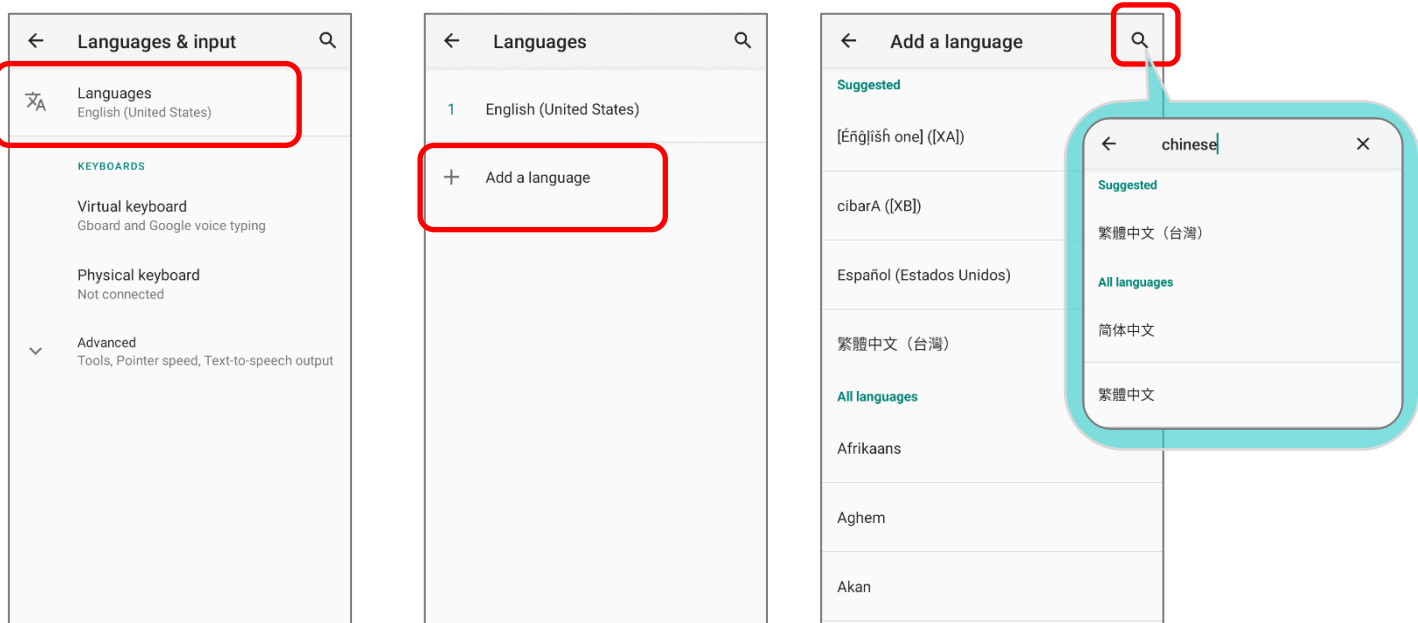 Languages & input
Languages
English (United States)
KEYBOARDS
Virtual keyboard
Gboard and Google voice typing
Physical keyboard
Not connected
Advanced
Tools, Pointer speed, Text-to-speech output
Languages
1 English (United States)
Add a language
Add a language
Suggested
[Éñĝļîšĥ one] ([XA])
cibarA ([XB])
Español (Estados Unidos)
繁體中文（台灣）
All languages
Afrikaans
Aghem
Akan
chinese
Suggested
繁體中文（台灣）
All languages
简体中文
繁體中文